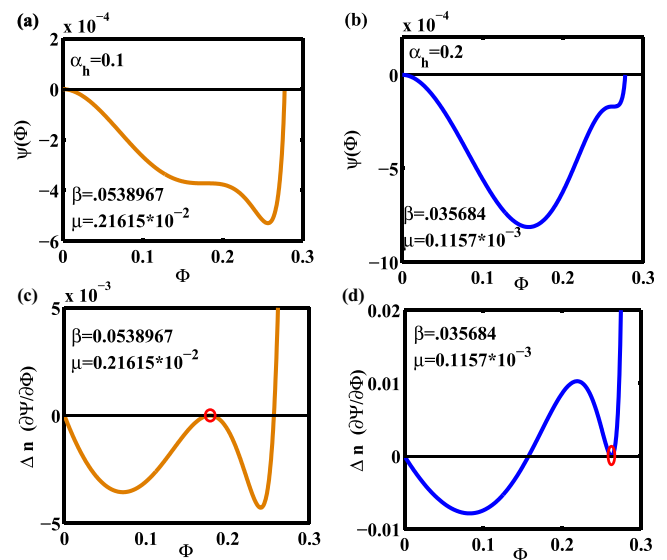 (a)
x 10⁻⁴
2
0
−2
−4
−6
ψ(Φ)
α_h=0.1
β=.0538967
μ=.21615*10⁻²
0 0.1 0.2 0.3
Φ
(b)
x 10⁻⁴
0
−5
−10
ψ(Φ)
α_h=0.2
β=.035684
μ=0.1157*10⁻³
0 0.1 0.2 0.3
Φ
(c)
x 10⁻³
5
0
−5
Δ n (∂Ψ/∂Φ)
β=0.0538967
μ=0.21615*10⁻²
0 0.1 0.2 0.3
Φ
(d)
0.02
0.01
0
−0.01
Δ n (∂Ψ/∂Φ)
β=.035684
μ=0.1157*10⁻³
0 0.1 0.2 0.3
Φ